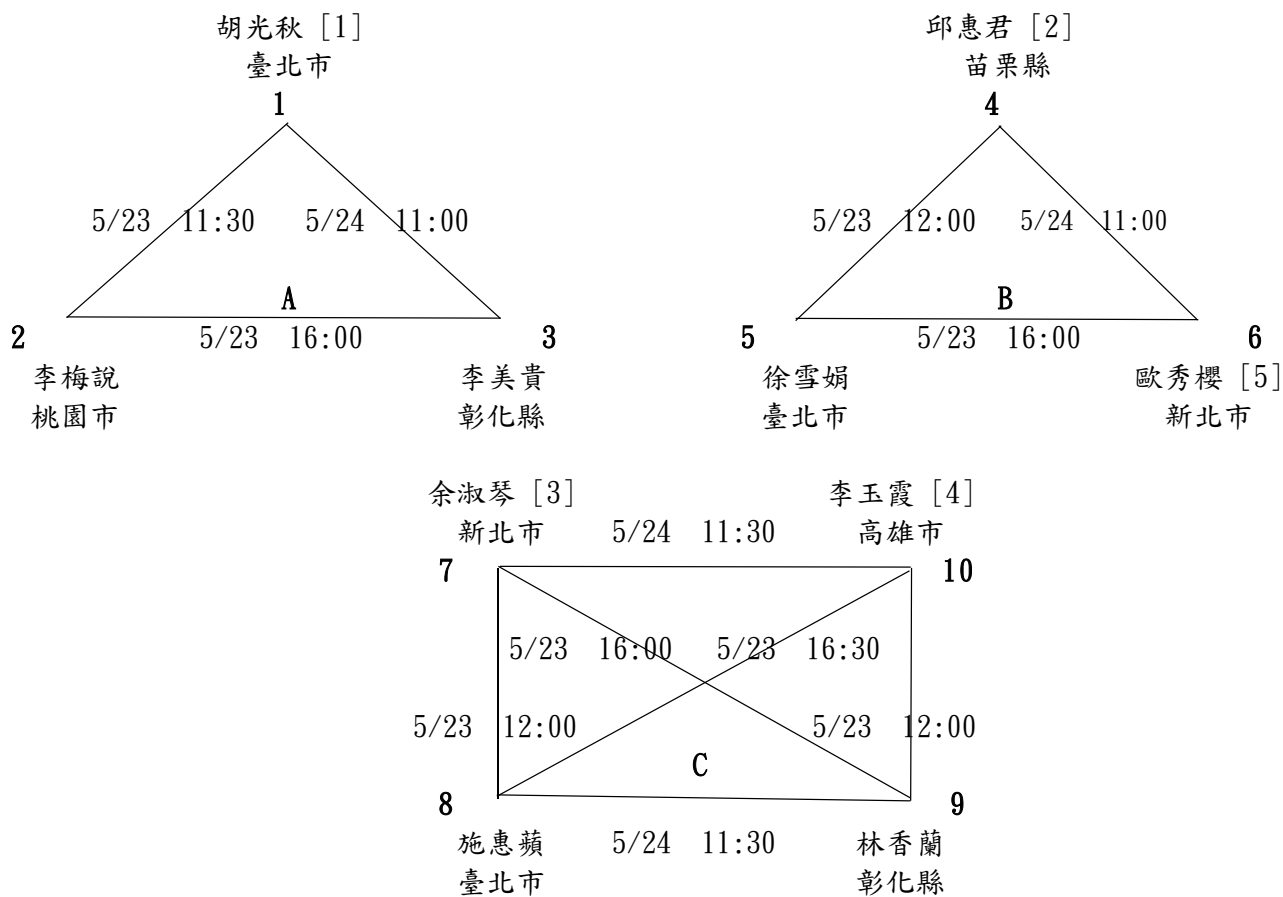 胡光秋 [1] 邱惠君 [2]
臺北市 苗栗縣
1 4
5/23 11:30 5/24 11:00 5/23 12:00 5/24 11:00
A B
2 5/23 16:00 3 5 5/23 16:00 6
李梅說 李美貴 徐雪娟 歐秀櫻 [5]
桃園市 彰化縣 臺北市 新北市
余淑琴 [3] 李玉霞 [4]
新北市 5/24 11:30 高雄市
7 10
5/23 16:00 5/23 16:30
5/23 12:00 5/23 12:00
C
8 9
施惠蘋 5/24 11:30 林香蘭
臺北市 彰化縣